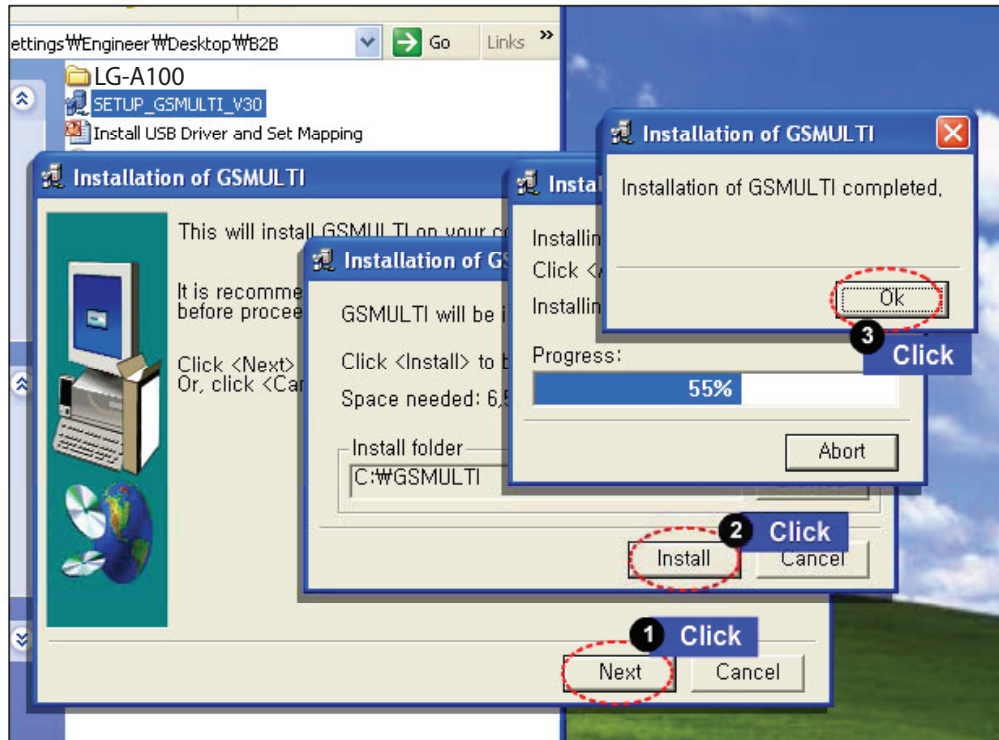 ettings₩Engineer₩Desktop₩B2B Go Links »
LG-A100
SETUP_GSMULTI_V30
Install USB Driver and Set Mapping
Installation of GSMULTI
This will install GSMULTI on your
It is recomme
before procee
Click <Next>
Or, click <Can
1 Click
Next Cancel
Installation of GS
GSMULTI will be i
Click <Install> to b
Space needed: 6,5
Install folder
C:₩GSMULTI
2 Click
Install Cancel
Instal
Installin
Click <A
Installin
Progress:
55%
Abort
Installation of GSMULTI
Installation of GSMULTI completed.
Ok
3 Click